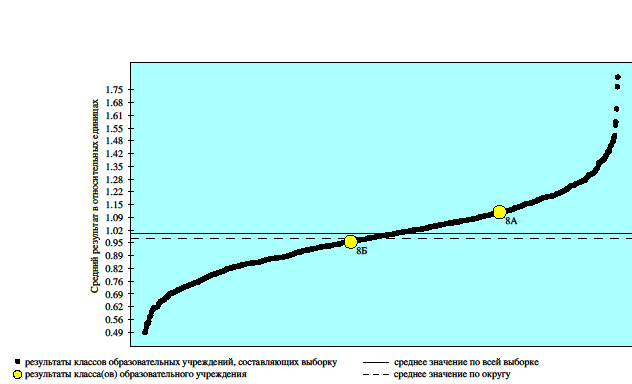 Средний результат в относительных единицах
1.75
1.68
1.61
1.55
1.48
1.42
1.35
1.28
1.22
1.15
1.09
1.02
0.95
0.89
0.82
0.76
0.69
0.62
0.56
0.49
8А
8Б
результаты классов образовательных учреждений, составляющих выборку
среднее значение по всей выборке
результаты класса(ов) образовательного учреждения
среднее значение по округу